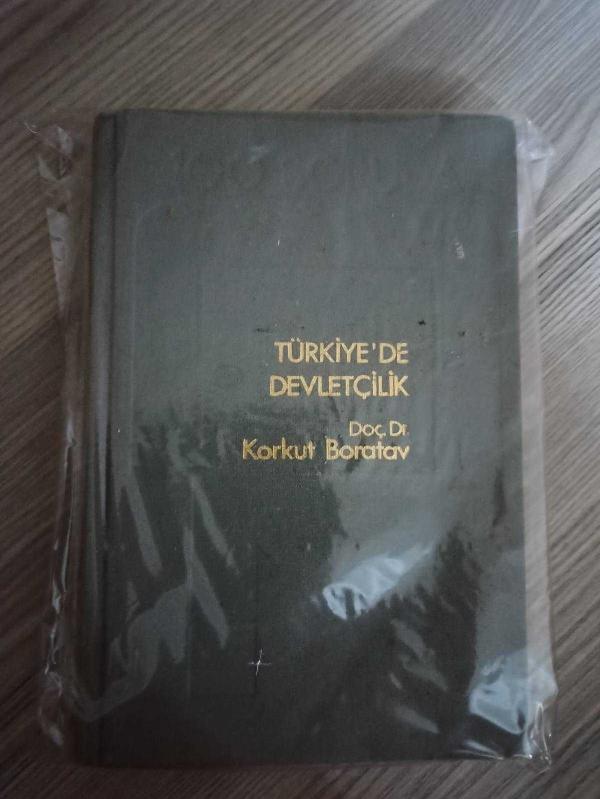 TÜRKİYE'DE
DEVLETÇİLİK
Doç. Dr.
Korkut Boratav